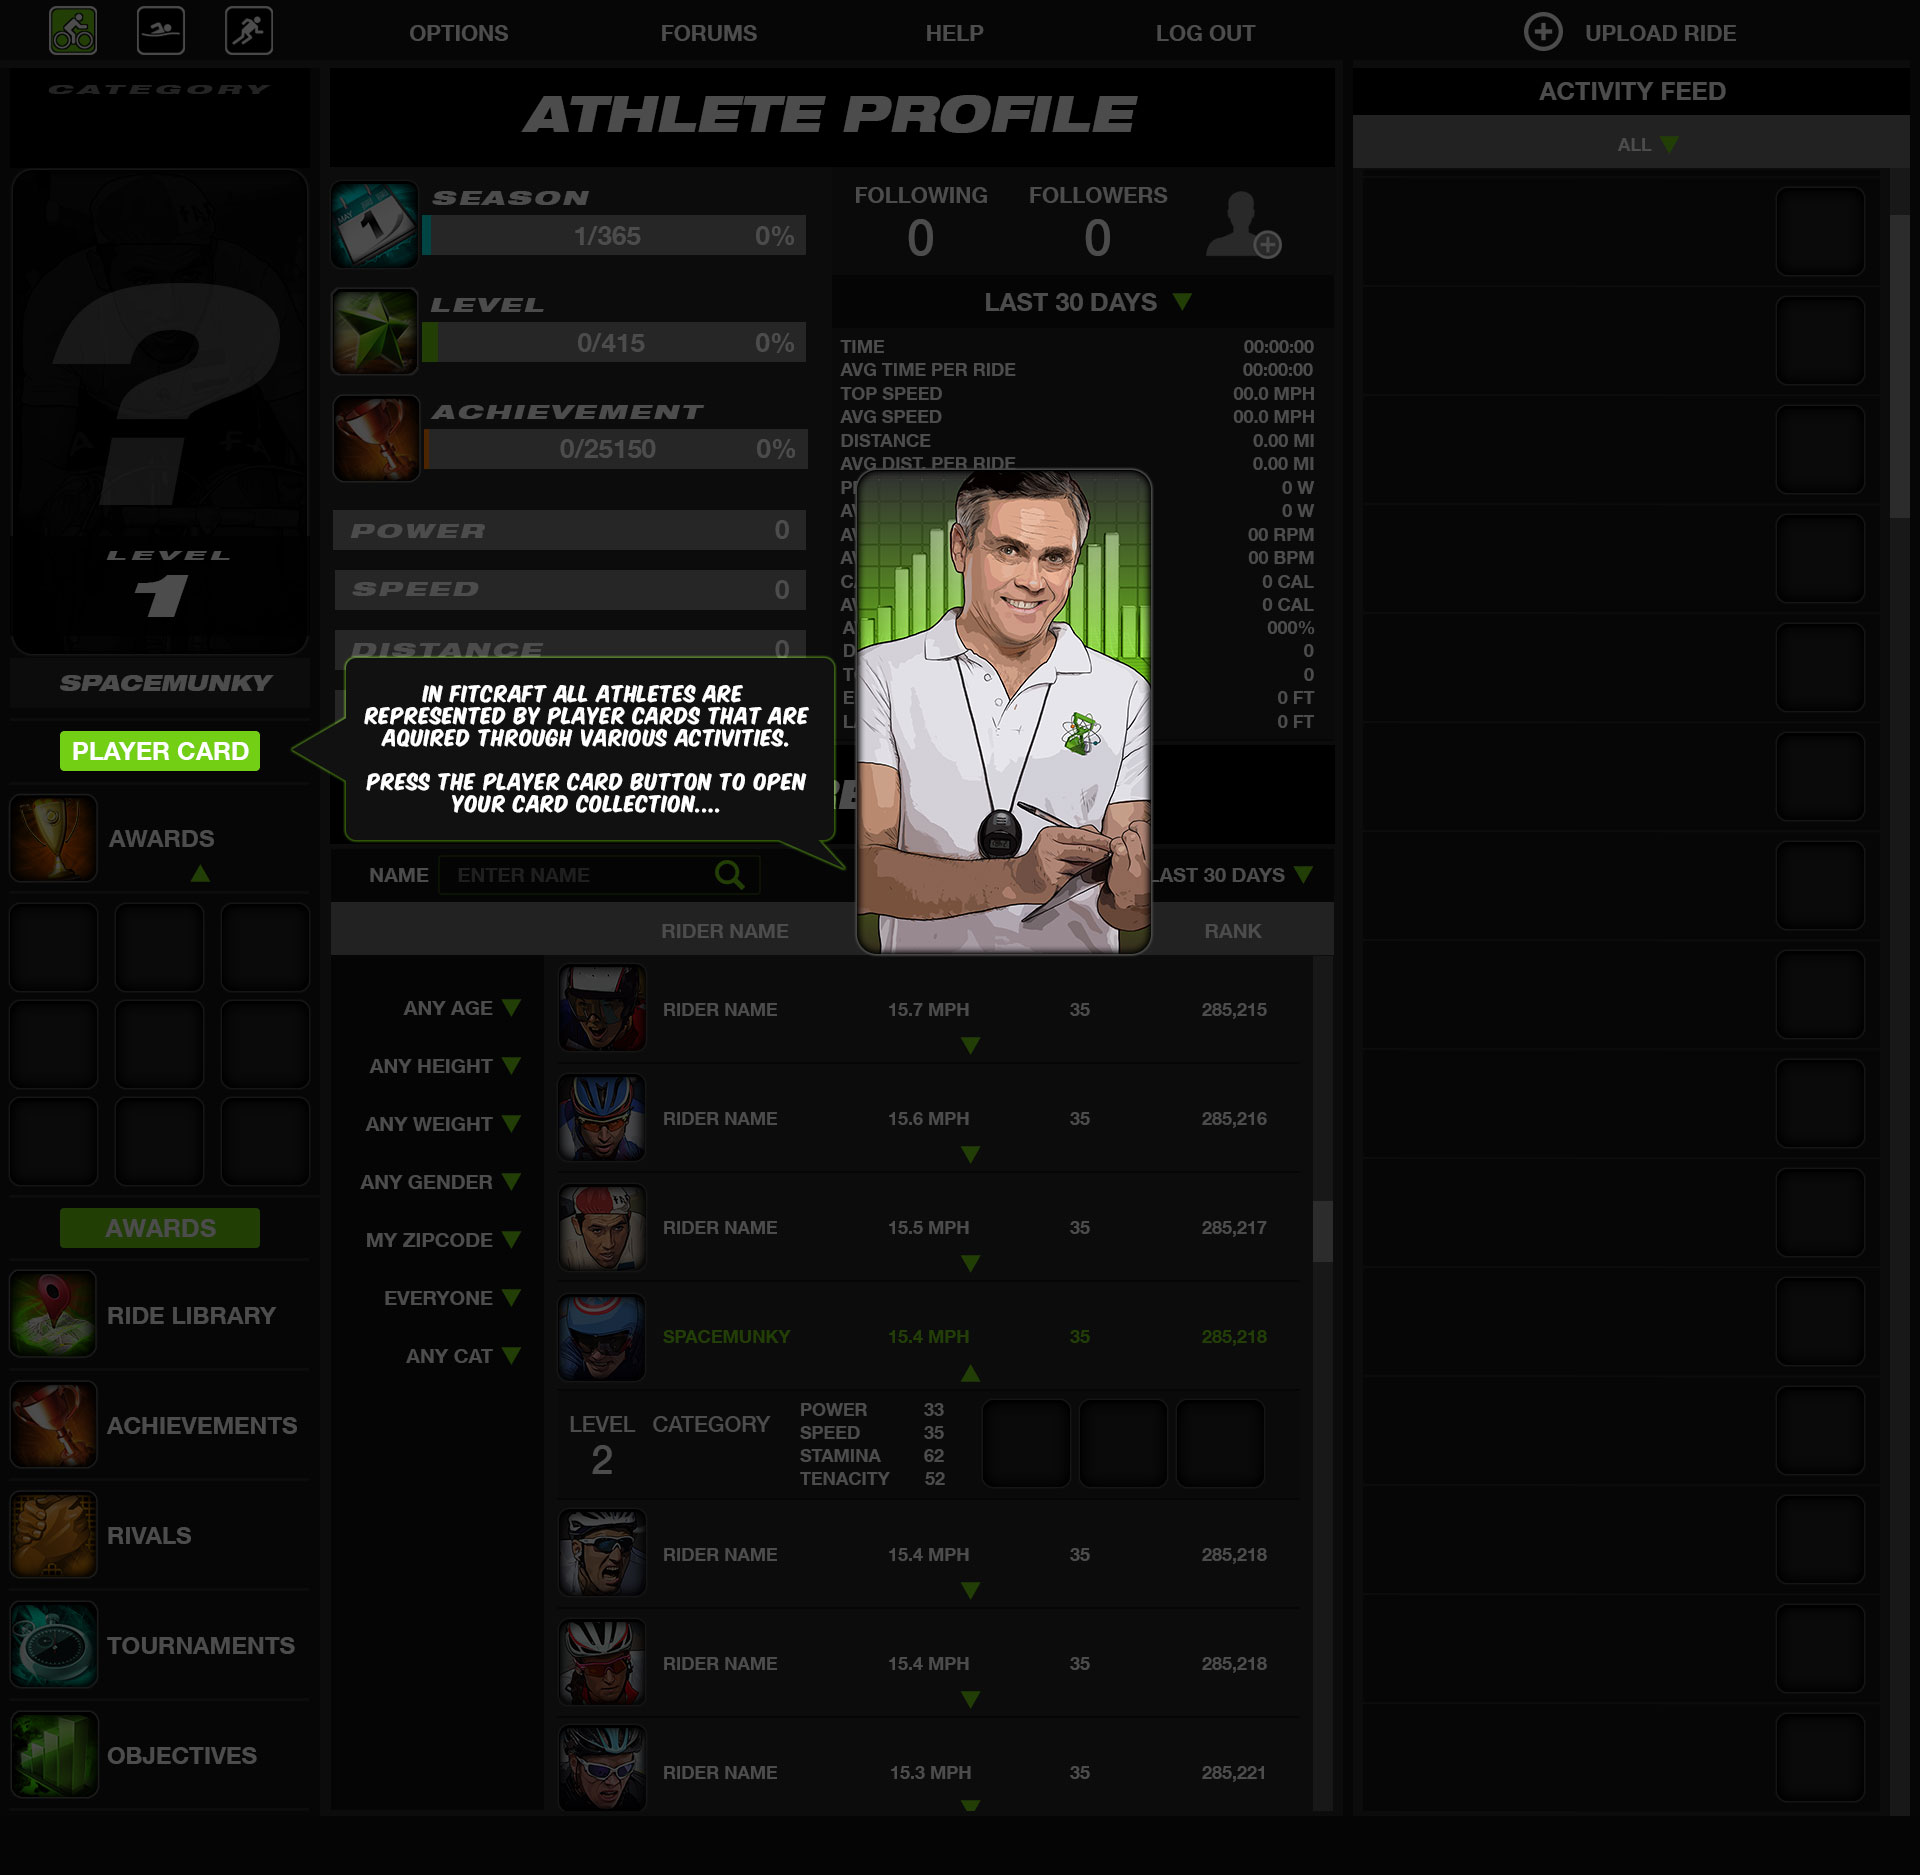 OPTIONS
FORUMS
HELP
LOG OUT
UPLOAD RIDE
CATEGORY
LEVEL
1
SPACEMUNKY
PLAYER CARD
AWARDS
AWARDS
RIDE LIBRARY
ACHIEVEMENTS
RIVALS
TOURNAMENTS
OBJECTIVES
ATHLETE PROFILE
MAY
1
SEASON
1/365 0%
LEVEL
0/415 0%
ACHIEVEMENT
0/25150 0%
POWER 0
SPEED 0
DISTANCE 0
FOLLOWING
0
FOLLOWERS
0
LAST 30 DAYS
TIME 00:00:00
AVG TIME PER RIDE 00:00:00
TOP SPEED 00.0 MPH
AVG SPEED 00.0 MPH
DISTANCE 0.00 MI
AVG DIST. PER RIDE 0.00 MI
0 W
0 W
00 RPM
00 BPM
0 CAL
0 CAL
000%
0
0
0 FT
0 FT
IN FITCRAFT ALL ATHLETES ARE
REPRESENTED BY PLAYER CARDS THAT ARE
AQUIRED THROUGH VARIOUS ACTIVITIES.
PRESS THE PLAYER CARD BUTTON TO OPEN
YOUR CARD COLLECTION....
NAME ENTER NAME
LAST 30 DAYS
RIDER NAME RANK
ANY AGE
ANY HEIGHT
ANY WEIGHT
ANY GENDER
MY ZIPCODE
EVERYONE
ANY CAT
RIDER NAME 15.7 MPH 35 285,215
RIDER NAME 15.6 MPH 35 285,216
RIDER NAME 15.5 MPH 35 285,217
SPACEMUNKY 15.4 MPH 35 285,218
LEVEL
2
CATEGORY
POWER 33
SPEED 35
STAMINA 62
TENACITY 52
RIDER NAME 15.4 MPH 35 285,218
RIDER NAME 15.4 MPH 35 285,218
RIDER NAME 15.3 MPH 35 285,221
ACTIVITY FEED
ALL